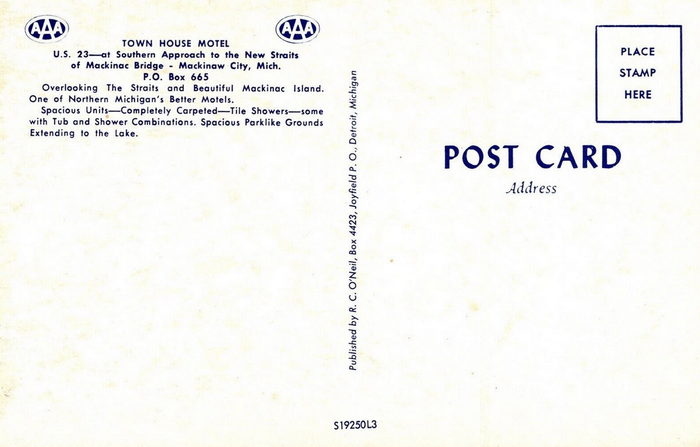 AAA
AAA
TOWN HOUSE MOTEL
U.S. 23—at Southern Approach to the New Straits
of Mackinac Bridge - Mackinaw City, Mich.
P.O. Box 665
Overlooking The Straits and Beautiful Mackinac Island.
One of Northern Michigan's Better Motels.
Spacious Units—Completely Carpeted—Tile Showers—some
with Tub and Shower Combinations. Spacious Parklike Grounds
Extending to the Lake.
Published by R. C. O'Neil, Box 4423, Joyfield P. O., Detroit, Michigan
PLACE
STAMP
HERE
POST CARD
Address
S19250L3